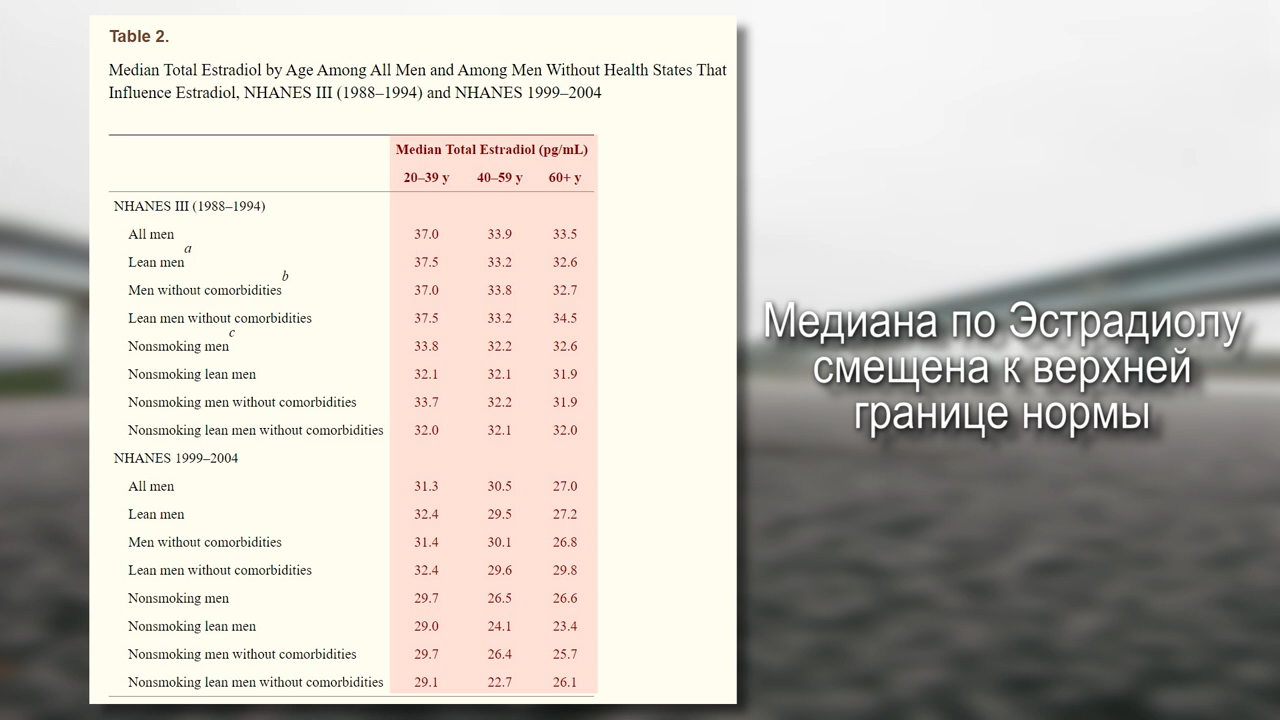 Table 2.
Median Total Estradiol by Age Among All Men and Among Men Without Health States That
Influence Estradiol, NHANES III (1988–1994) and NHANES 1999–2004
Median Total Estradiol (pg/mL)
20–39 y 40–59 y 60+ y
NHANES III (1988–1994)
All men 37.0 33.9 33.5
Lean men a 37.5 33.2 32.6
Men without comorbidities b 37.0 33.8 32.7
Lean men without comorbidities 37.5 33.2 34.5
Nonsmoking men c 33.8 32.2 32.6
Nonsmoking lean men 32.1 32.1 31.9
Nonsmoking men without comorbidities 33.7 32.2 31.9
Nonsmoking lean men without comorbidities 32.0 32.1 32.0
NHANES 1999–2004
All men 31.3 30.5 27.0
Lean men 32.4 29.5 27.2
Men without comorbidities 31.4 30.1 26.8
Lean men without comorbidities 32.4 29.6 29.8
Nonsmoking men 29.7 26.5 26.6
Nonsmoking lean men 29.0 24.1 23.4
Nonsmoking men without comorbidities 29.7 26.4 25.7
Nonsmoking lean men without comorbidities 29.1 22.7 26.1
Медиана по Эстрадиолу
смещена к верхней
границе нормы